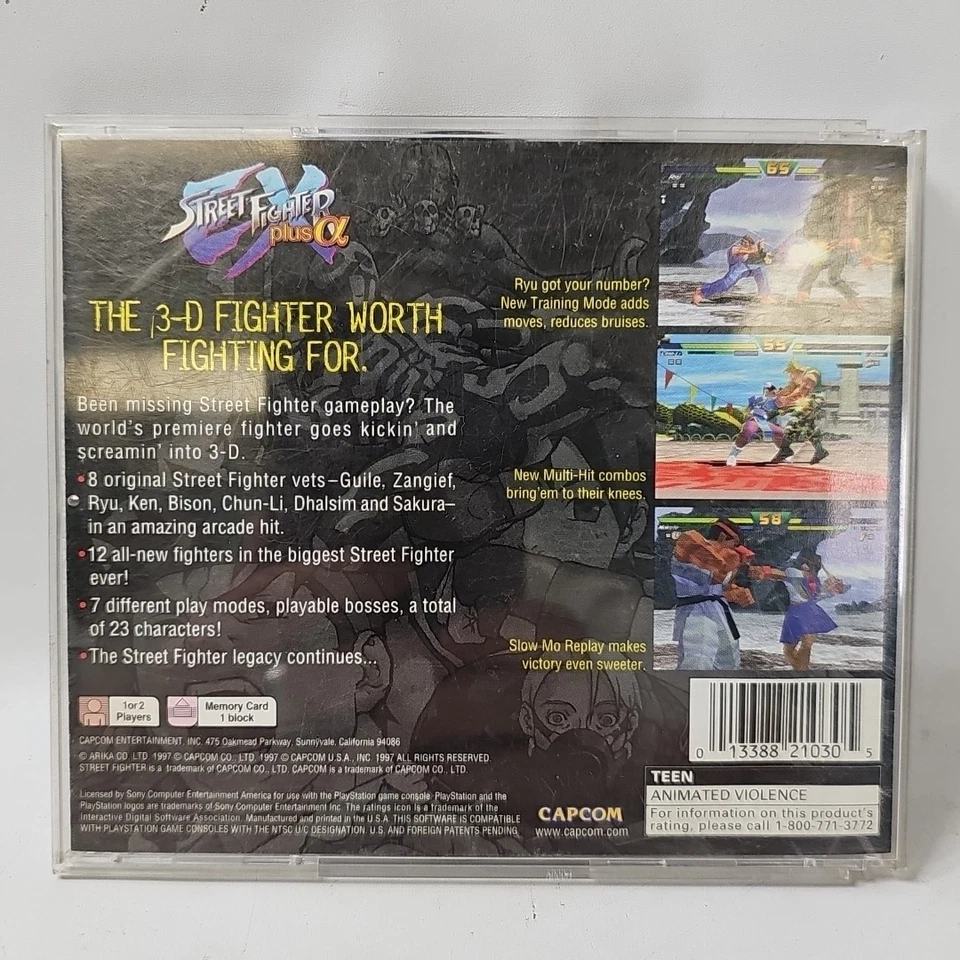 STREET FIGHTER
EX
plus α
THE 3-D FIGHTER WORTH
FIGHTING FOR.
Been missing Street Fighter gameplay? The
world's premiere fighter goes kickin' and
screamin' into 3-D.
•8 original Street Fighter vets–Guile, Zangief,
Ryu, Ken, Bison, Chun-Li, Dhalsim and Sakura–
in an amazing arcade hit.
•12 all-new fighters in the biggest Street Fighter
ever!
•7 different play modes, playable bosses, a total
of 23 characters!
•The Street Fighter legacy continues...
1 or 2
Players
Memory Card
1 block
CAPCOM ENTERTAINMENT, INC. 475 Oakmead Parkway, Sunnyvale, California 94086
© ARIKA CO. LTD. 1997 © CAPCOM CO., LTD. 1997 © CAPCOM U.S.A., INC. 1997 ALL RIGHTS RESERVED.
STREET FIGHTER is a trademark of CAPCOM CO., LTD. CAPCOM is a trademark of CAPCOM CO., LTD.
Licensed by Sony Computer Entertainment America for use with the PlayStation game console. PlayStation and the
PlayStation logos are trademarks of Sony Computer Entertainment Inc. The ratings icon is a trademark of the
Interactive Digital Software Association. Manufactured and printed in the U.S.A. THIS SOFTWARE IS COMPATIBLE
WITH PLAYSTATION GAME CONSOLES WITH THE NTSC U/C DESIGNATION. U.S. AND FOREIGN PATENTS PENDING.
Ryu got your number?
New Training Mode adds
moves, reduces bruises.
65
New Multi-Hit combos
bring'em to their knees.
55
Slow Mo Replay makes
victory even sweeter.
58
CAPCOM
www.capcom.com
0 13388 21030 5
TEEN
ANIMATED VIOLENCE
For information on this product's
rating, please call 1-800-771-3772